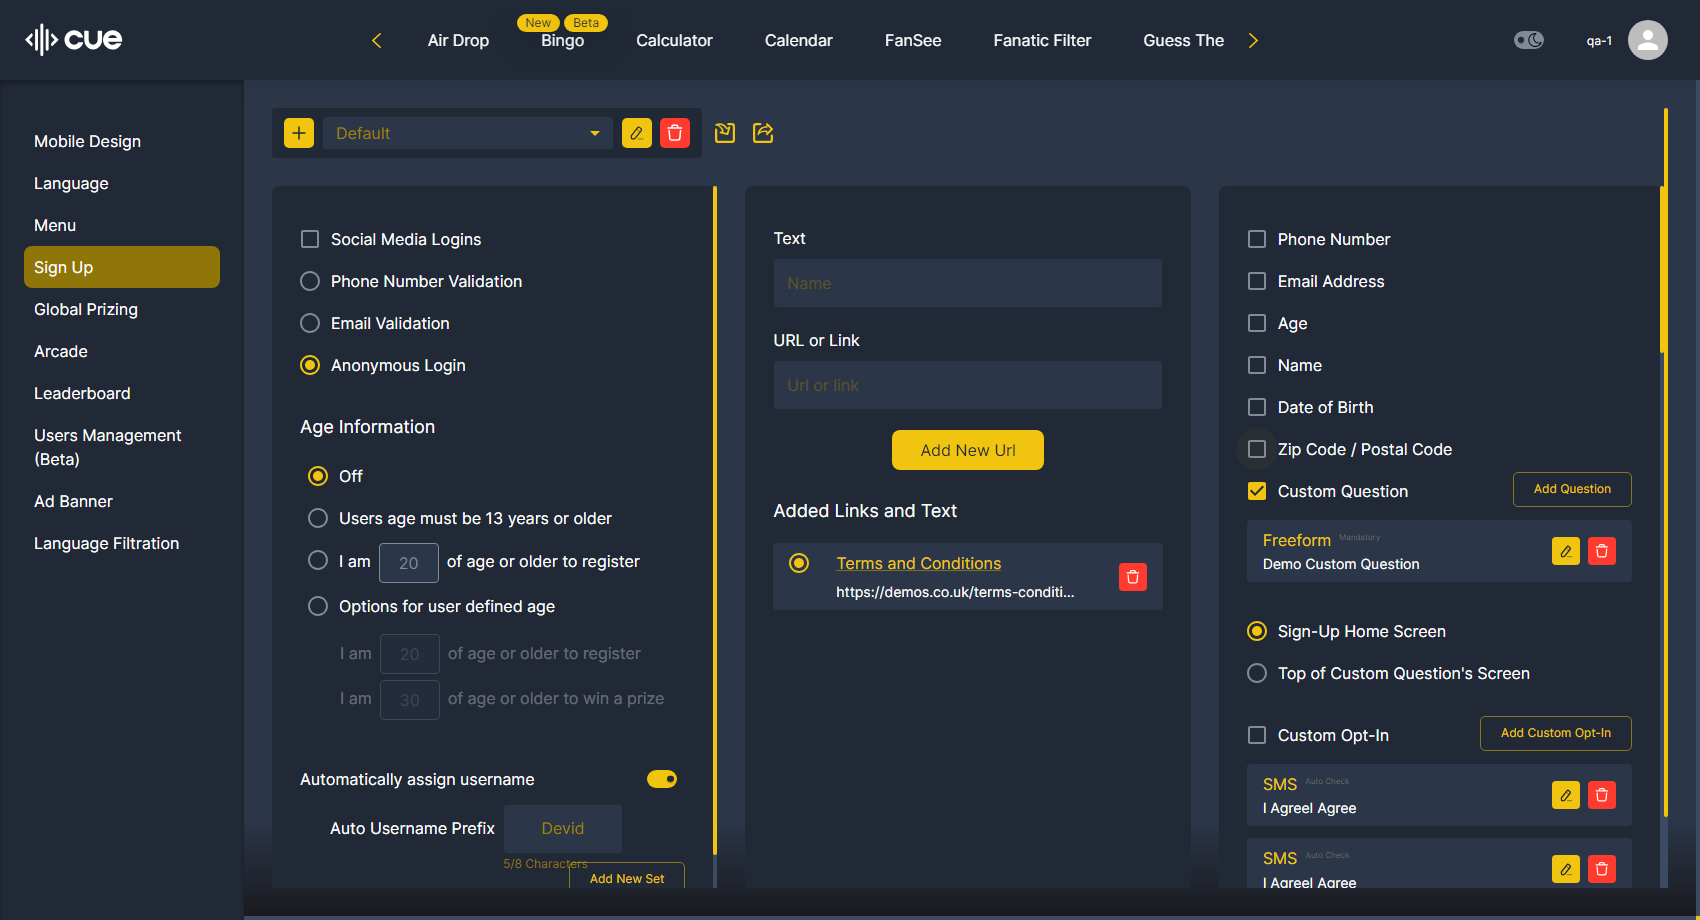 cue
Air Drop
New
Beta
Bingo
Calculator
Calendar
FanSee
Fanatic Filter
Guess The
qa-1
Mobile Design
Language
Menu
Sign Up
Global Prizing
Arcade
Leaderboard
Users Management
(Beta)
Ad Banner
Language Filtration
Default
Social Media Logins
Phone Number Validation
Email Validation
Anonymous Login
Age Information
Off
Users age must be 13 years or older
I am 20 of age or older to register
Options for user defined age
I am 20 of age or older to register
I am 30 of age or older to win a prize
Automatically assign username
Auto Username Prefix Devid
5/8 Characters
Add New Set
Text
Name
URL or Link
Url or link
Add New Url
Added Links and Text
Terms and Conditions
https://demos.co.uk/terms-conditi...
Phone Number
Email Address
Age
Name
Date of Birth
Zip Code / Postal Code
Custom Question
Add Question
Freeform Mandatory
Demo Custom Question
Sign-Up Home Screen
Top of Custom Question's Screen
Custom Opt-In
Add Custom Opt-In
SMS Auto Check
I AgreeI Agree
SMS Auto Check
I AgreeI Agree